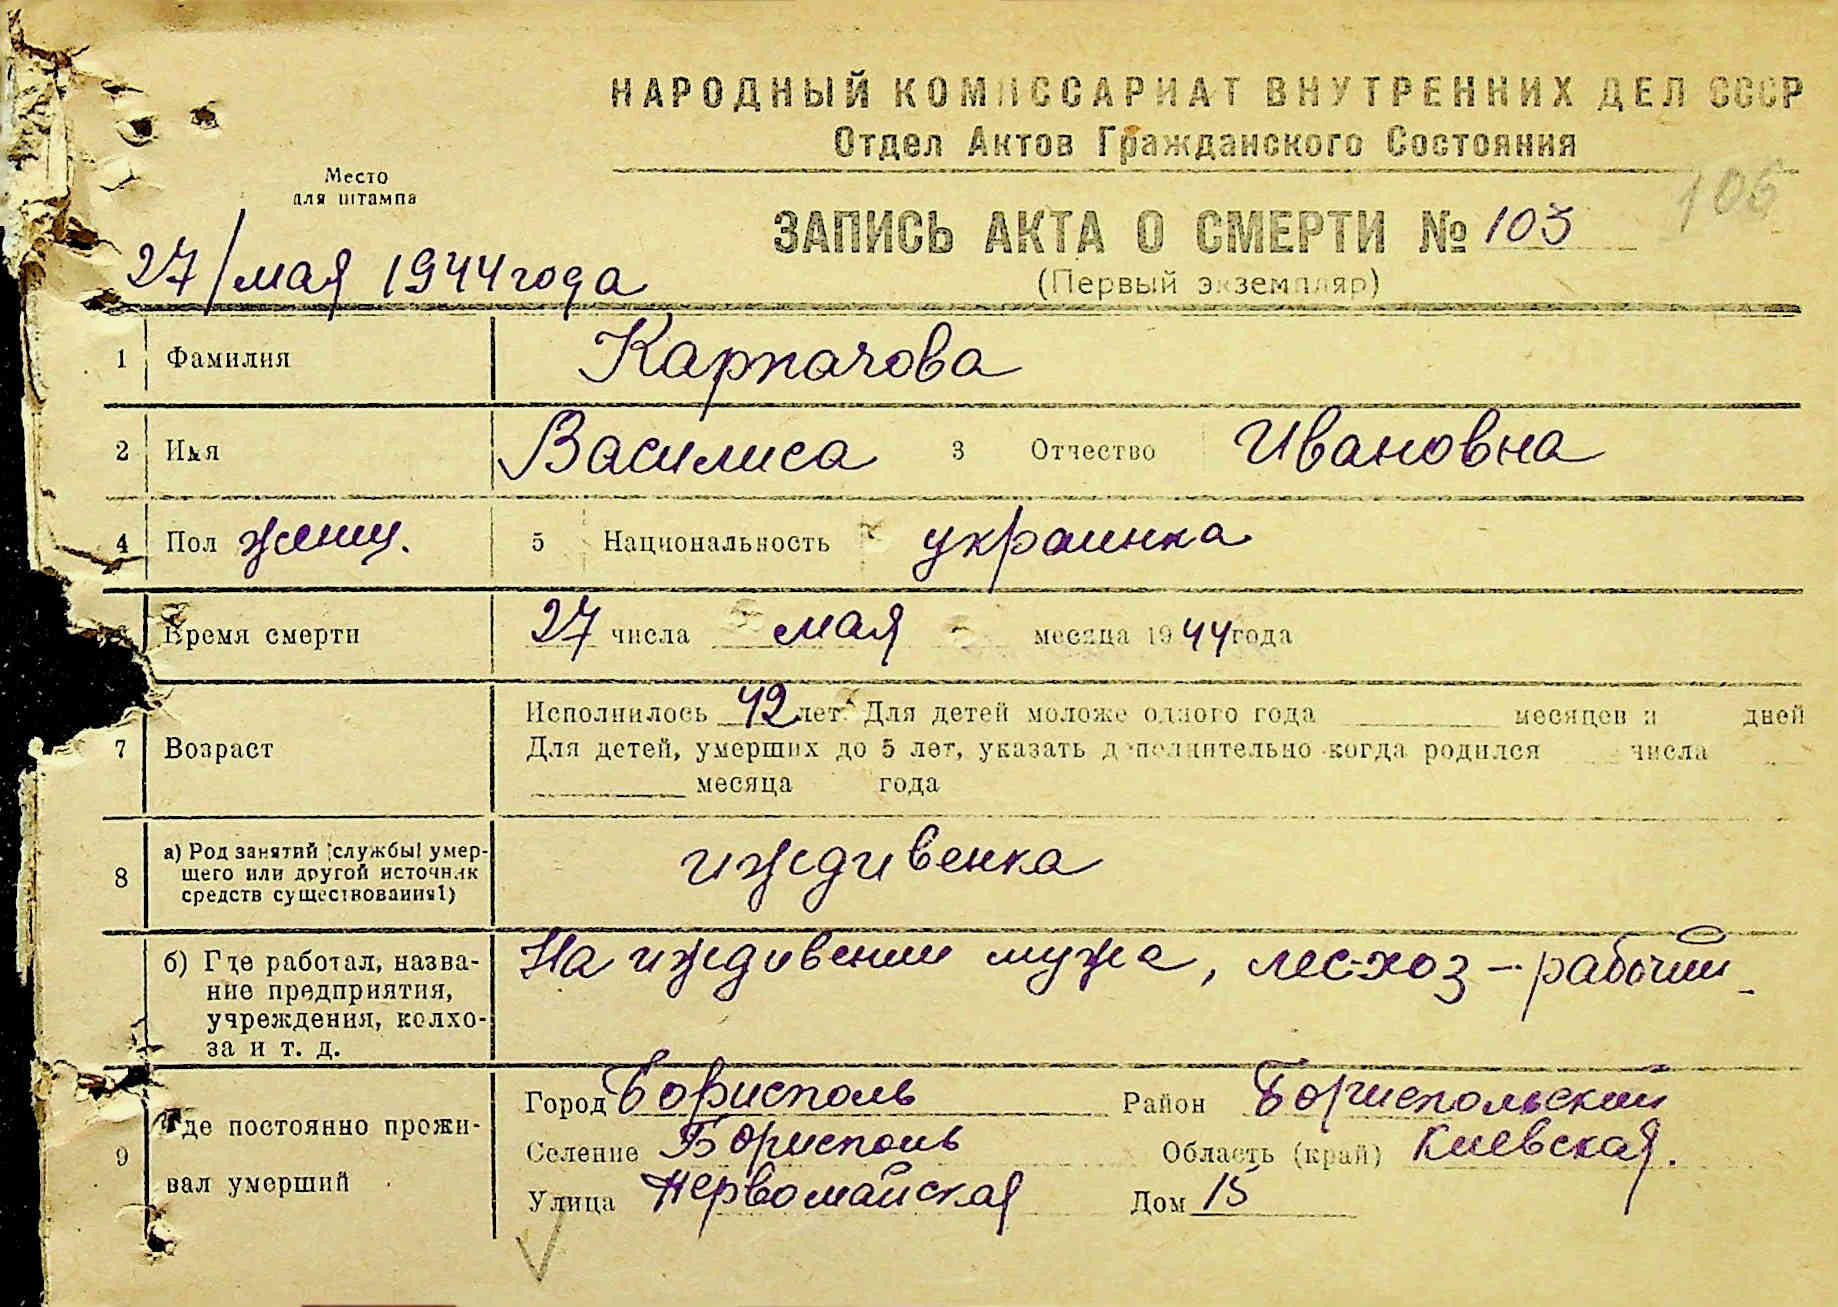 НАРОДНЫЙ КОМИССАРИАТ ВНУТРЕННИХ ДЕЛ СССР
Отдел Актов Гражданского Состояния
Место
для штампа
106
ЗАПИСЬ АКТА О СМЕРТИ № 103
27/мая 1944 года
(Первый экземпляр)
1 Фамилия Карпачова
2 Имя Василиса 3 Отчество Ивановна
4 Пол женщ. 5 Национальность украинка
Время смерти 27 числа мая месяца 1944 года
Исполнилось 42 лет. Для детей моложе одного года месяцев и дней
7 Возраст Для детей, умерших до 5 лет, указать дополнительно когда родился числа
месяца года
8 а) Род занятий (службы) умер-
щего или другой источник
средств существования1)
иждивенка
б) Где работал, назва-
ние предприятия,
учреждения, колхо-
за и т. д.
На иждивении мужа, лес-хоз – рабочий
9 Где постоянно прожи-
вал умерший
Город Борисполь Район Бориспольский
Селение Борисполь Область (край) Киевская.
Улица Первомайская Дом 15